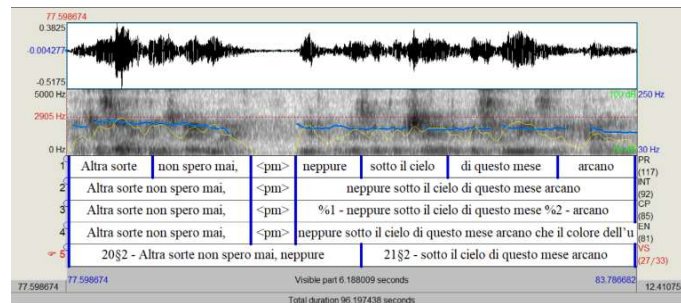 77.598674
0.3825
-0.004277
-0.5175
5000 Hz 100 dB 250 Hz
2905 Hz
0 Hz 30 Hz
1 Altra sorte non spero mai, <pm> neppure sotto il cielo di questo mese arcano PR (117)
2 Altra sorte non spero mai, <pm> neppure sotto il cielo di questo mese arcano INT (92)
3 Altra sorte non spero mai, <pm> %1 - neppure sotto il cielo di questo mese %2 - arcano CP (85)
4 Altra sorte non spero mai, <pm> neppure sotto il cielo di questo mese arcano che il colore dell'u EN (81)
5 20§2 - Altra sorte non spero mai, neppure 21§2 - sotto il cielo di questo mese arcano VS (27/33)
77.598674 83.786682
77.598674 Visible part 6.188009 seconds 12.41075
Total duration 96.197438 seconds